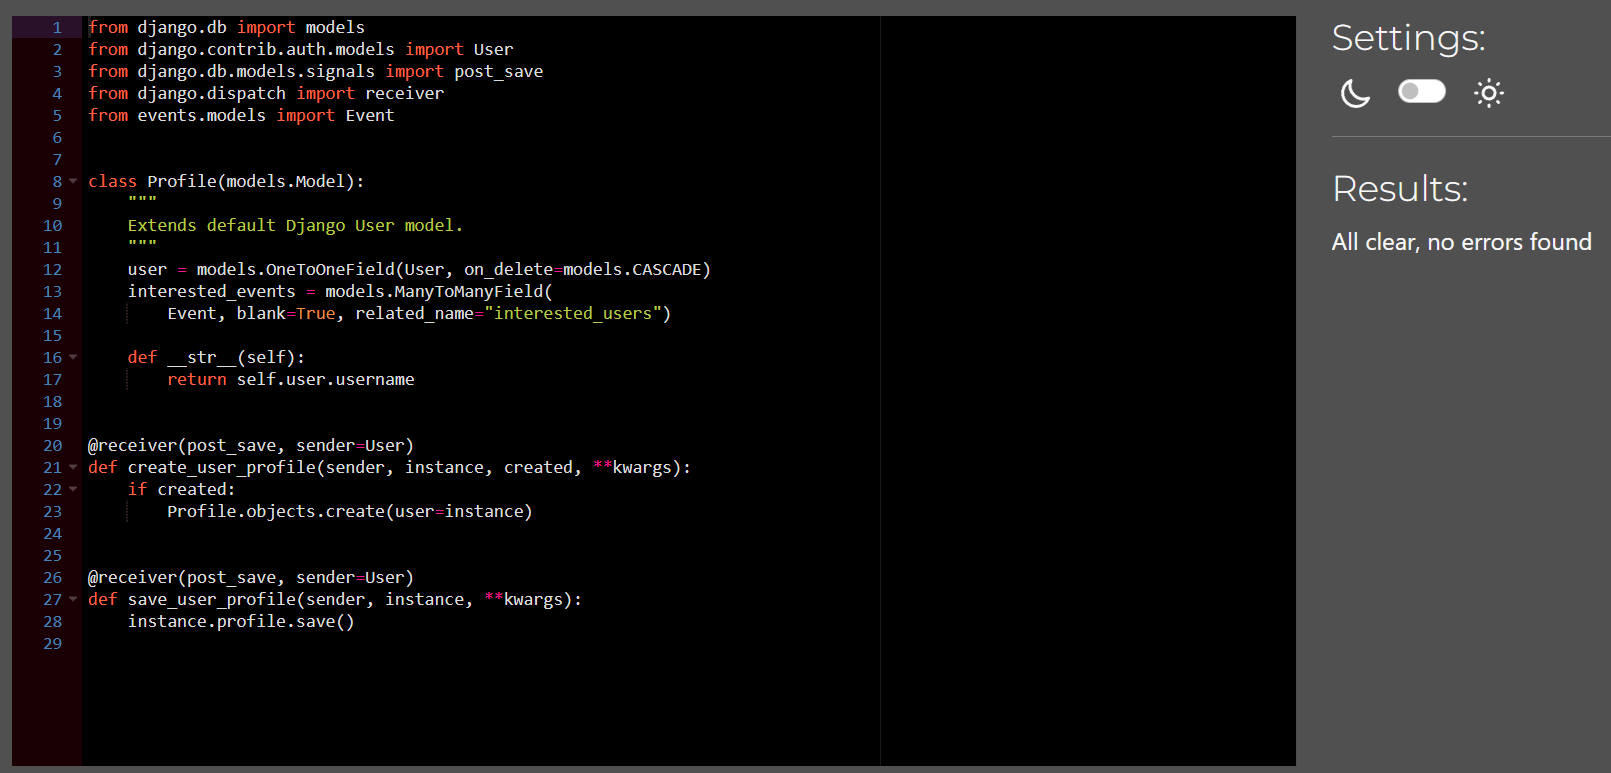 1 from django.db import models
2 from django.contrib.auth.models import User
3 from django.db.models.signals import post_save
4 from django.dispatch import receiver
5 from events.models import Event
6
7
8 class Profile(models.Model):
9     """
10     Extends default Django User model.
11     """
12     user = models.OneToOneField(User, on_delete=models.CASCADE)
13     interested_events = models.ManyToManyField(
14         Event, blank=True, related_name="interested_users")
15
16     def __str__(self):
17         return self.user.username
18
19
20 @receiver(post_save, sender=User)
21 def create_user_profile(sender, instance, created, **kwargs):
22     if created:
23         Profile.objects.create(user=instance)
24
25
26 @receiver(post_save, sender=User)
27 def save_user_profile(sender, instance, **kwargs):
28     instance.profile.save()
29
Settings:
Results:
All clear, no errors found